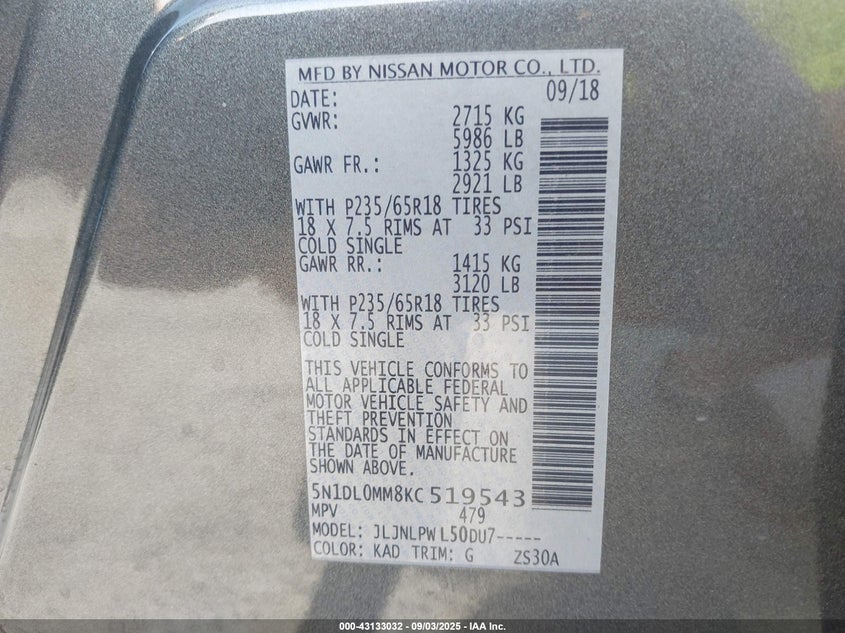 MFD BY NISSAN MOTOR CO., LTD.
DATE: 09/18
GVWR: 2715 KG
5986 LB
GAWR FR.: 1325 KG
2921 LB
WITH P235/65R18 TIRES
18 X 7.5 RIMS AT 33 PSI
COLD SINGLE
GAWR RR.: 1415 KG
3120 LB
WITH P235/65R18 TIRES
18 X 7.5 RIMS AT 33 PSI
COLD SINGLE
THIS VEHICLE CONFORMS TO
ALL APPLICABLE FEDERAL
MOTOR VEHICLE SAFETY AND
THEFT PREVENTION
STANDARDS IN EFFECT ON
THE DATE OF MANUFACTURE
SHOWN ABOVE.
5N1DL0MM8KC519543
MPV 479
MODEL: JLJNLPWL50DU7-----
COLOR: KAD TRIM: G ZS30A
000-43133032 - 09/03/2025 - IAA Inc.